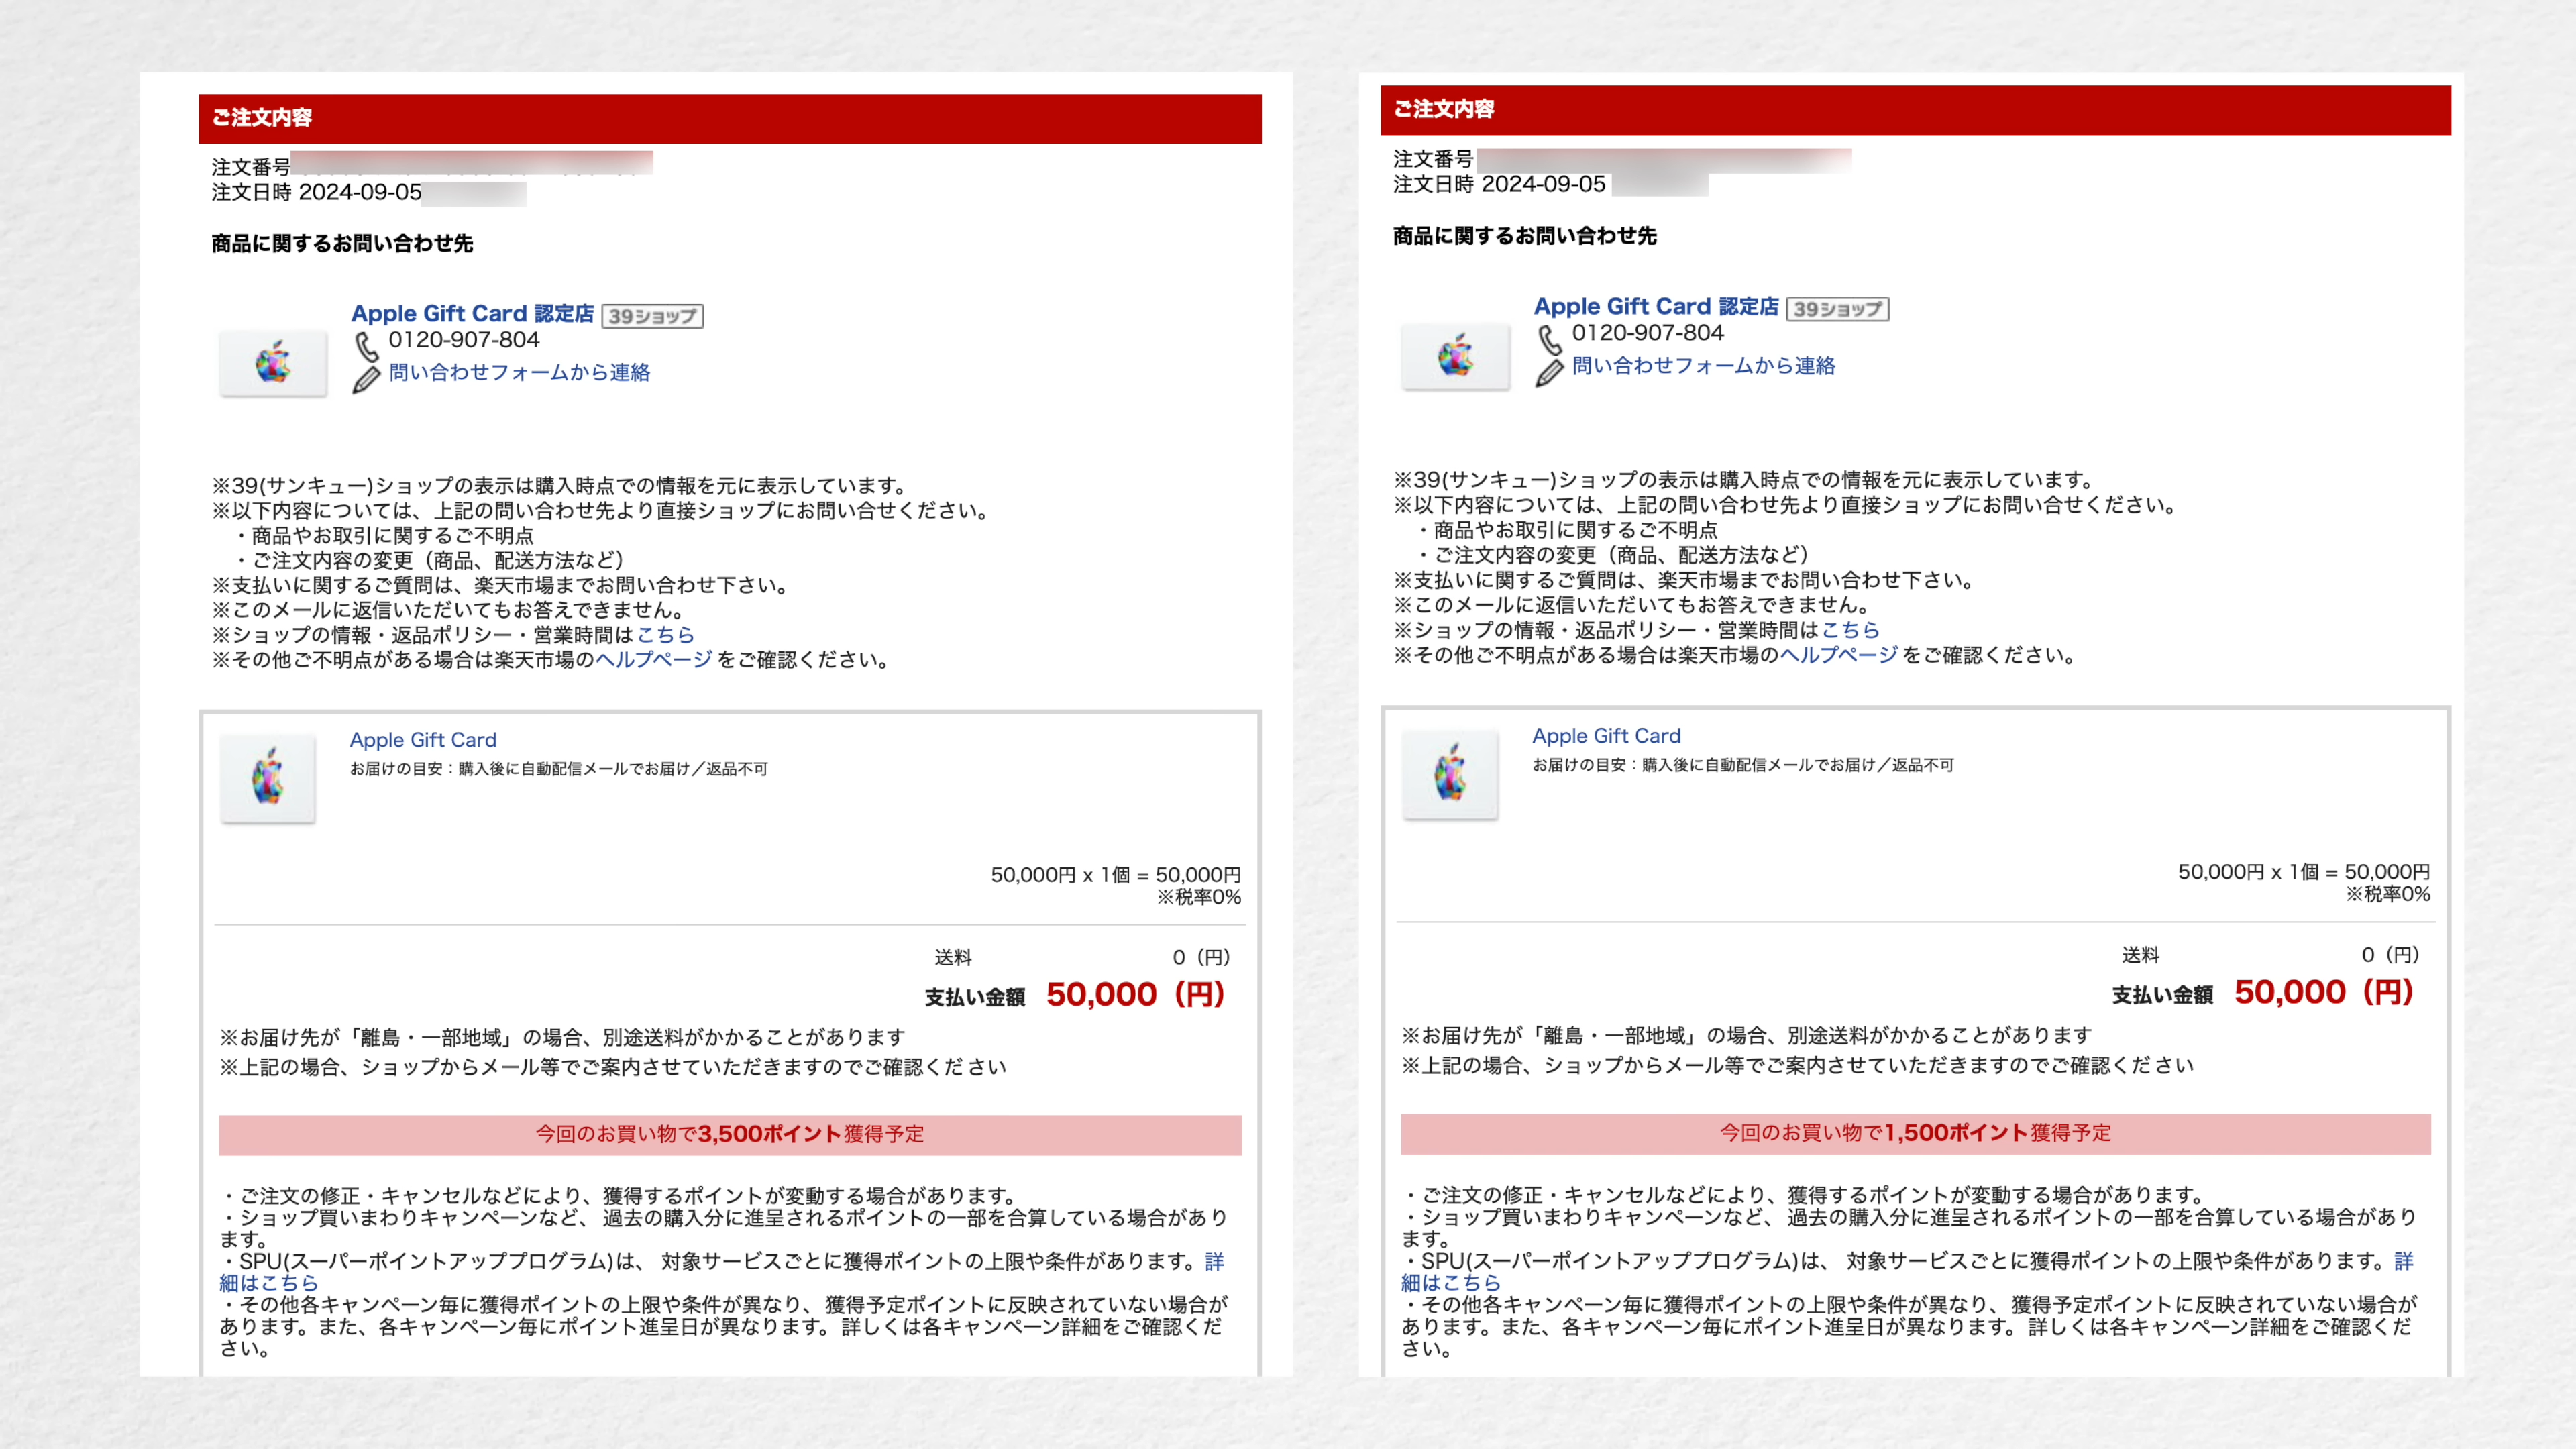 ご注文内容
注文番号
注文日時 2024-09-05
商品に関するお問い合わせ先
Apple Gift Card 認定店 39ショップ
0120-907-804
問い合わせフォームから連絡
※39(サンキュー)ショップの表示は購入時点での情報を元に表示しています。
※以下内容については、上記の問い合わせ先より直接ショップにお問い合せください。
・商品やお取引に関するご不明点
・ご注文内容の変更（商品、配送方法など）
※支払いに関するご質問は、楽天市場までお問い合わせ下さい。
※このメールに返信いただいてもお答えできません。
※ショップの情報・返品ポリシー・営業時間はこちら
※その他ご不明点がある場合は楽天市場のヘルプページをご確認ください。
Apple Gift Card
お届けの目安：購入後に自動配信メールでお届け／返品不可
50,000円 x 1個 = 50,000円
※税率0%
送料 0（円）
支払い金額 50,000（円）
※お届け先が「離島・一部地域」の場合、別途送料がかかることがあります
※上記の場合、ショップからメール等でご案内させていただきますのでご確認ください
今回のお買い物で3,500ポイント獲得予定
・ご注文の修正・キャンセルなどにより、獲得するポイントが変動する場合があります。
・ショップ買いまわりキャンペーンなど、 過去の購入分に進呈されるポイントの一部を合算している場合があり
ます。
・SPU(スーパーポイントアッププログラム)は、 対象サービスごとに獲得ポイントの上限や条件があります。詳
細はこちら
・その他各キャンペーン毎に獲得ポイントの上限や条件が異なり、獲得予定ポイントに反映されていない場合が
あります。また、各キャンペーン毎にポイント進呈日が異なります。詳しくは各キャンペーン詳細をご確認くだ
さい。
ご注文内容
注文番号
注文日時 2024-09-05
商品に関するお問い合わせ先
Apple Gift Card 認定店 39ショップ
0120-907-804
問い合わせフォームから連絡
※39(サンキュー)ショップの表示は購入時点での情報を元に表示しています。
※以下内容については、上記の問い合わせ先より直接ショップにお問い合せください。
・商品やお取引に関するご不明点
・ご注文内容の変更（商品、配送方法など）
※支払いに関するご質問は、楽天市場までお問い合わせ下さい。
※このメールに返信いただいてもお答えできません。
※ショップの情報・返品ポリシー・営業時間はこちら
※その他ご不明点がある場合は楽天市場のヘルプページをご確認ください。
Apple Gift Card
お届けの目安：購入後に自動配信メールでお届け／返品不可
50,000円 x 1個 = 50,000円
※税率0%
送料 0（円）
支払い金額 50,000（円）
※お届け先が「離島・一部地域」の場合、別途送料がかかることがあります
※上記の場合、ショップからメール等でご案内させていただきますのでご確認ください
今回のお買い物で1,500ポイント獲得予定
・ご注文の修正・キャンセルなどにより、獲得するポイントが変動する場合があります。
・ショップ買いまわりキャンペーンなど、 過去の購入分に進呈されるポイントの一部を合算している場合があり
ます。
・SPU(スーパーポイントアッププログラム)は、 対象サービスごとに獲得ポイントの上限や条件があります。詳
細はこちら
・その他各キャンペーン毎に獲得ポイントの上限や条件が異なり、獲得予定ポイントに反映されていない場合が
あります。また、各キャンペーン毎にポイント進呈日が異なります。詳しくは各キャンペーン詳細をご確認くだ
さい。